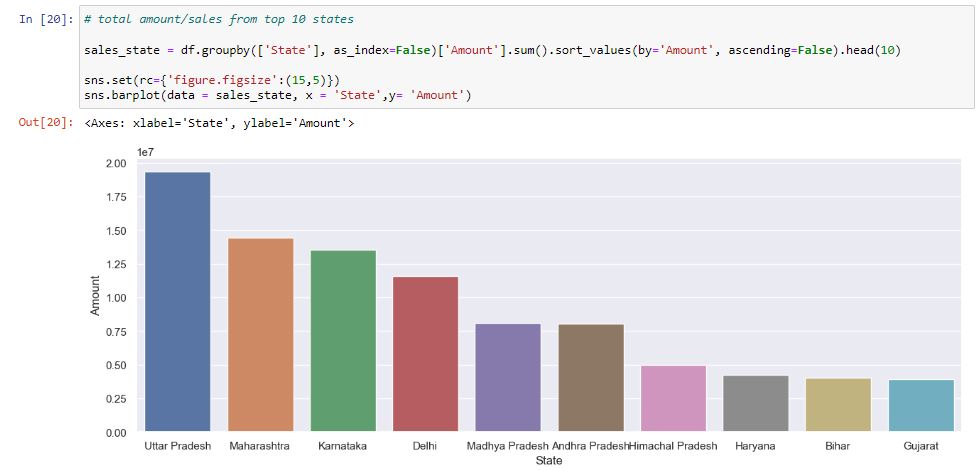 In [20]: # total amount/sales from top 10 states
sales_state = df.groupby(['State'], as_index=False)['Amount'].sum().sort_values(by='Amount', ascending=False).head(10)
sns.set(rc={'figure.figsize':(15,5)})
sns.barplot(data = sales_state, x = 'State',y= 'Amount')
Out[20]: <Axes: xlabel='State', ylabel='Amount'>
1e7
2.00
1.75
1.50
1.25
1.00
0.75
0.50
0.25
0.00
Amount
Uttar Pradesh Maharashtra Karnataka Delhi Madhya Pradesh Andhra Pradesh Himachal Pradesh Haryana Bihar Gujarat
State